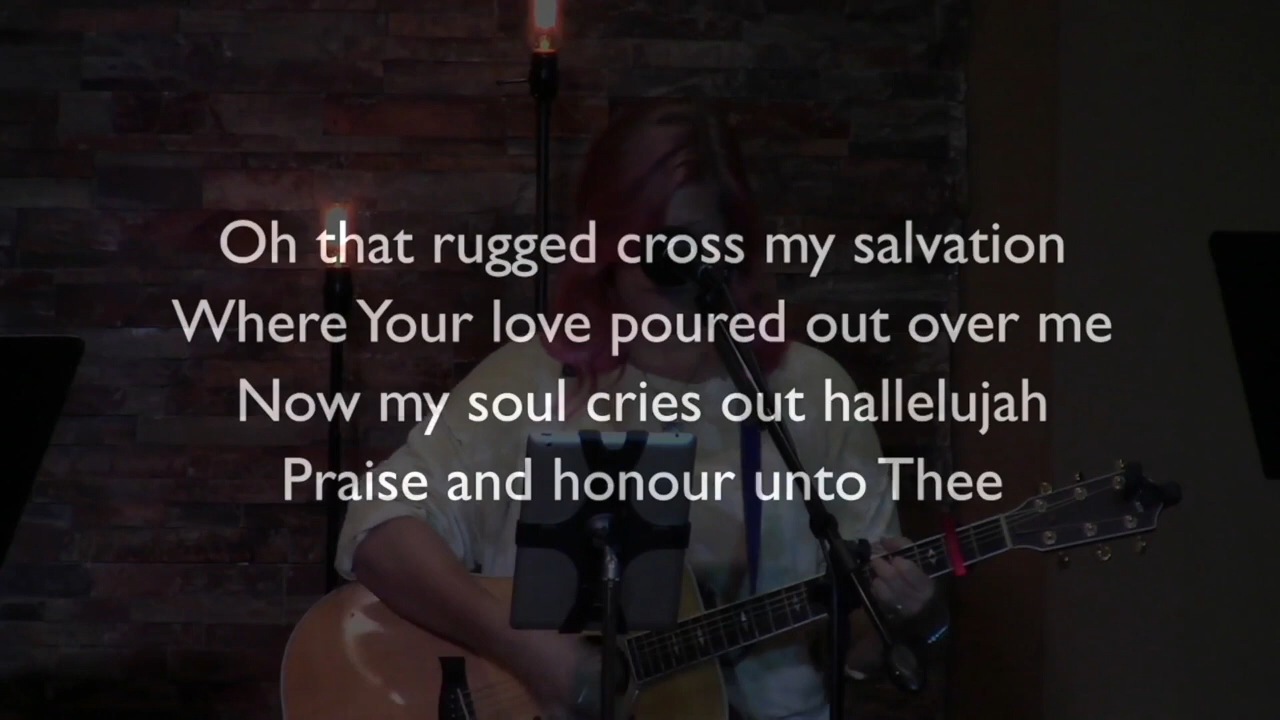 Oh that rugged cross my salvation
Where Your love poured out over me
Now my soul cries out hallelujah
Praise and honour unto Thee